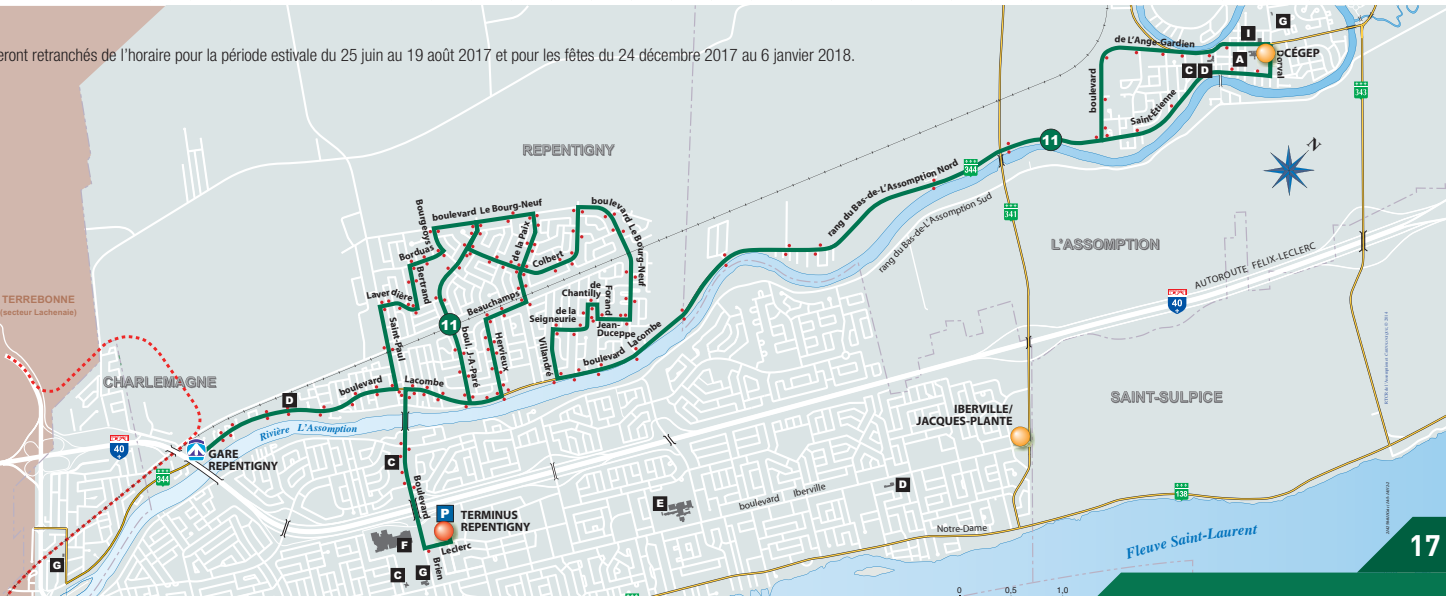 eront retranchés de l'horaire pour la période estivale du 25 juin au 19 août 2017 et pour les fêtes du 24 décembre 2017 au 6 janvier 2018.
G
I
de L'Ange-Gardien
A
CÉGEP
Dorval
C D
boulevard
Saint-Étienne
343
11
N
REPENTIGNY
344
rang du Bas-de-L'Assomption Nord
rang du Bas-de-L'Assomption Sud
341
L'ASSOMPTION
AUTOROUTE FÉLIX-LECLERC
40
Bourgeoys
boulevard Le Bourg-Neuf
de la Paix
boulevard Le Bourg-Neuf
Borduas
Colbert
Bertrand
Laverdière
Beauchamps
de
Chantilly
Forand
de la
Seigneurie
Jean-
Duceppe
11
Saint-Paul
boul. J-A-Paré
Hervieux
Villandré
boulevard Lacombe
TERREBONNE
(secteur Lachenaie)
CHARLEMAGNE
boulevard Lacombe
D
Rivière L'Assomption
40
GARE
REPENTIGNY
344
SAINT-SULPICE
IBERVILLE/
JACQUES-PLANTE
C
Boulevard
P
TERMINUS
REPENTIGNY
E
boulevard Iberville
D
138
Notre-Dame
F
Leclerc
Brien
C
G
G
Fleuve Saint-Laurent
17
0 0,5 1,0